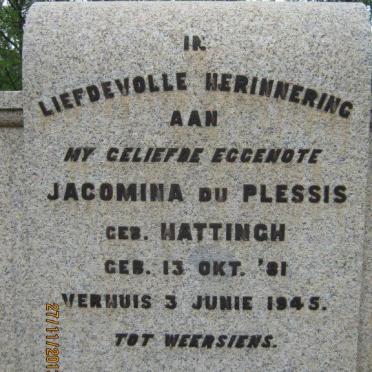 IN
LIEFDEVOLLE HERINNERING
AAN
MY GELIEFDE EGGENOTE
JACOMINA DU PLESSIS
GEB. HATTINGH
GEB. 13 OKT. '81
VERHUIS 3 JUNIE 1945.
TOT WEERSIENS.